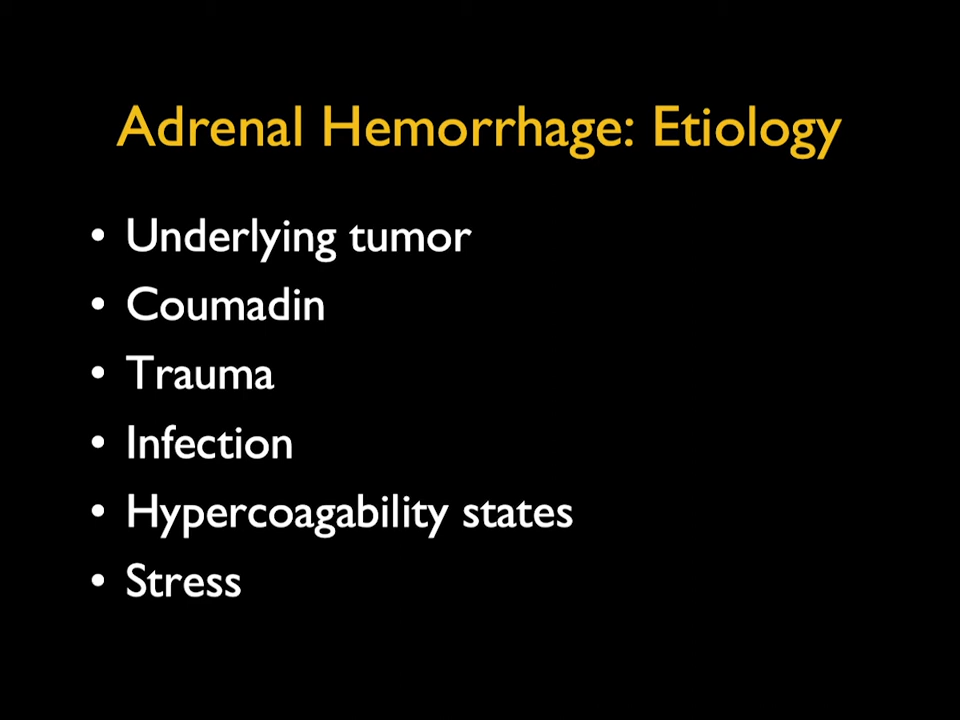 Adrenal Hemorrhage: Etiology
• Underlying tumor
• Coumadin
• Trauma
• Infection
• Hypercoagability states
• Stress